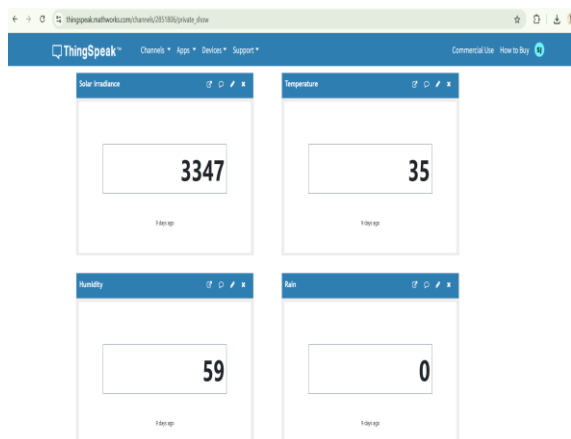 thingspeak.mathworks.com/channels/2851806/private_show
ThingSpeak™ Channels Apps Devices Support Commercial Use How to Buy
Solar Irradiance Temperature
3347 35
9 days ago 9 days ago
Humidity Rain
59 0
9 days ago 9 days ago